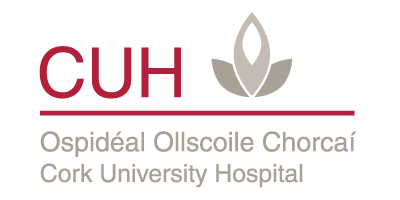 CUH
Ospidéal Ollscoile Chorcaí
Cork University Hospital